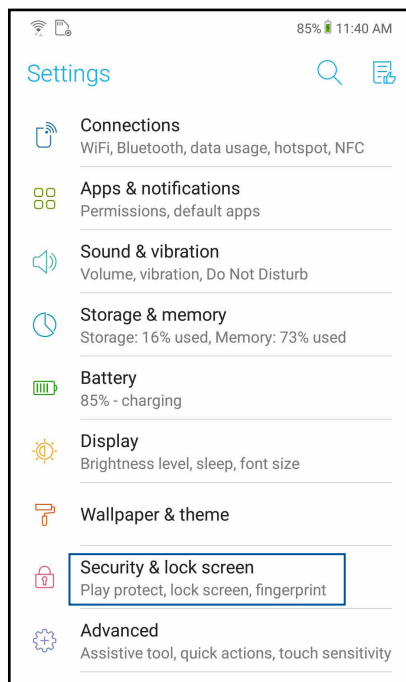 85% 11:40 AM
Settings
Connections
WiFi, Bluetooth, data usage, hotspot, NFC
Apps & notifications
Permissions, default apps
Sound & vibration
Volume, vibration, Do Not Disturb
Storage & memory
Storage: 16% used, Memory: 73% used
Battery
85% - charging
Display
Brightness level, sleep, font size
Wallpaper & theme
Security & lock screen
Play protect, lock screen, fingerprint
Advanced
Assistive tool, quick actions, touch sensitivity